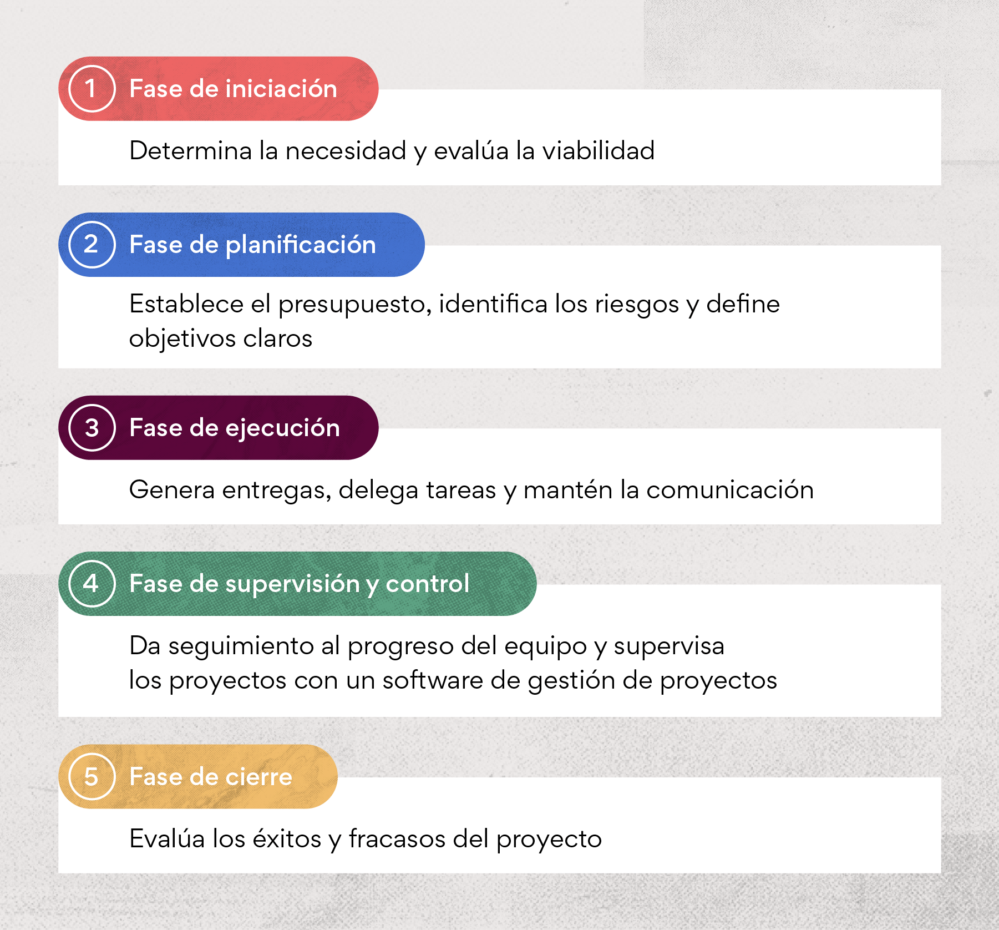 1 Fase de iniciación
Determina la necesidad y evalúa la viabilidad
2 Fase de planificación
Establece el presupuesto, identifica los riesgos y define
objetivos claros
3 Fase de ejecución
Genera entregas, delega tareas y mantén la comunicación
4 Fase de supervisión y control
Da seguimiento al progreso del equipo y supervisa
los proyectos con un software de gestión de proyectos
5 Fase de cierre
Evalúa los éxitos y fracasos del proyecto